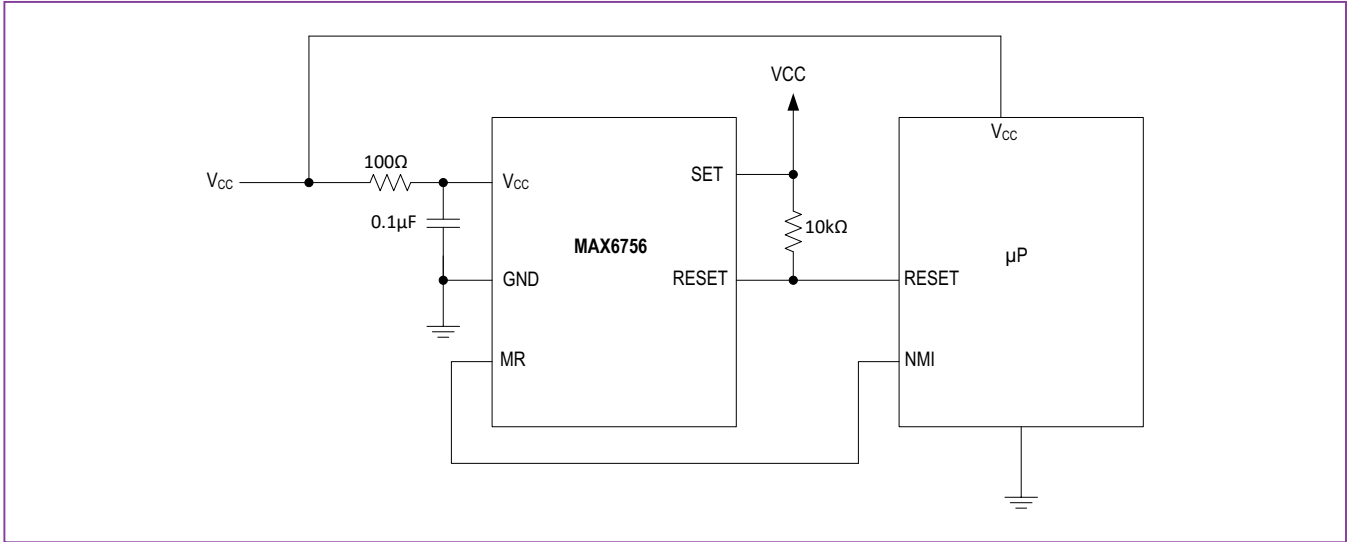 VCC
VCC
100Ω
SET
VCC
VCC
0.1µF
10kΩ
MAX6756
µP
GND
RESET
RESET
MR
NMI